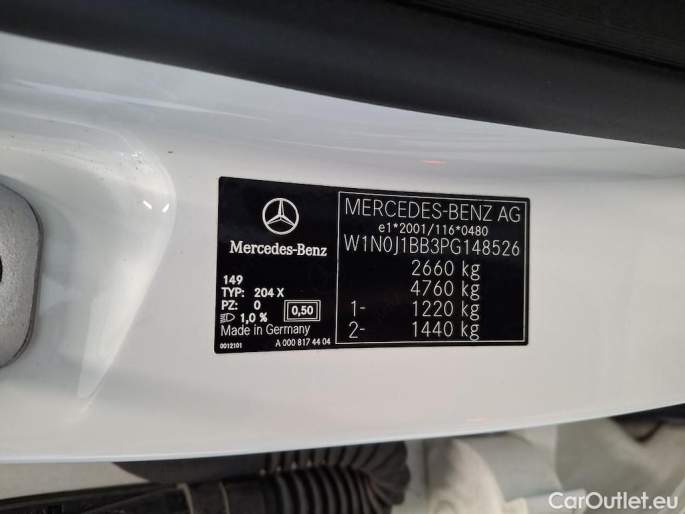 Mercedes-Benz
149
TYP: 204 X
PZ: 0
1,0 % 0,50
Made in Germany
0012101 A 000 817 44 04
MERCEDES-BENZ AG
e1*2001/116*0480
W1N0J1BB3PG148526
2660 kg
4760 kg
1- 1220 kg
2- 1440 kg
CarOutlet.eu